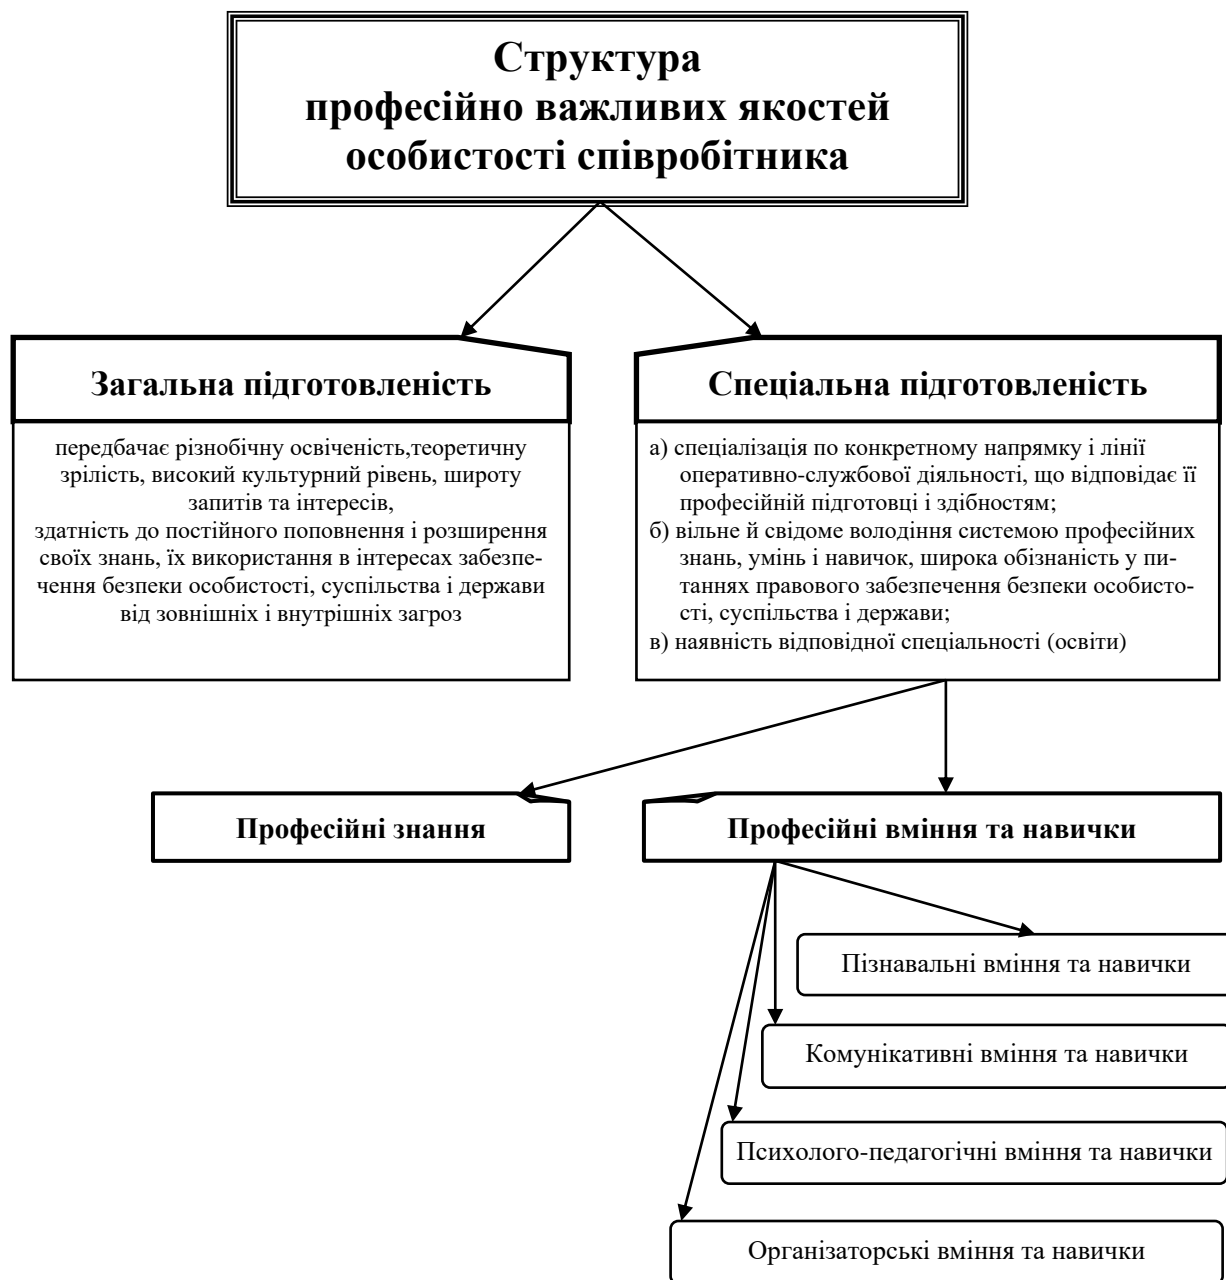 Структура
професійно важливих якостей
особистості співробітника
Загальна підготовленість
передбачає різнобічну освіченість,теоретичну
зрілість, високий культурний рівень, широту
запитів та інтересів,
здатність до постійного поповнення і розширення
своїх знань, їх використання в інтересах забезпе-
чення безпеки особистості, суспільства і держави
від зовнішніх і внутрішніх загроз
Спеціальна підготовленість
а) спеціалізація по конкретному напрямку і лінії
оперативно-службової діяльності, що відповідає її
професійній підготовці і здібностям;
б) вільне й свідоме володіння системою професійних
знань, умінь і навичок, широка обізнаність у пи-
таннях правового забезпечення безпеки особисто-
сті, суспільства і держави;
в) наявність відповідної спеціальності (освіти)
Професійні знання
Професійні вміння та навички
Пізнавальні вміння та навички
Комунікативні вміння та навички
Психолого-педагогічні вміння та навички
Організаторські вміння та навички